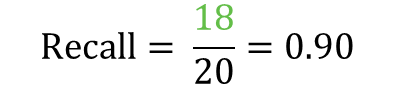 Recall = 18/20 = 0.90